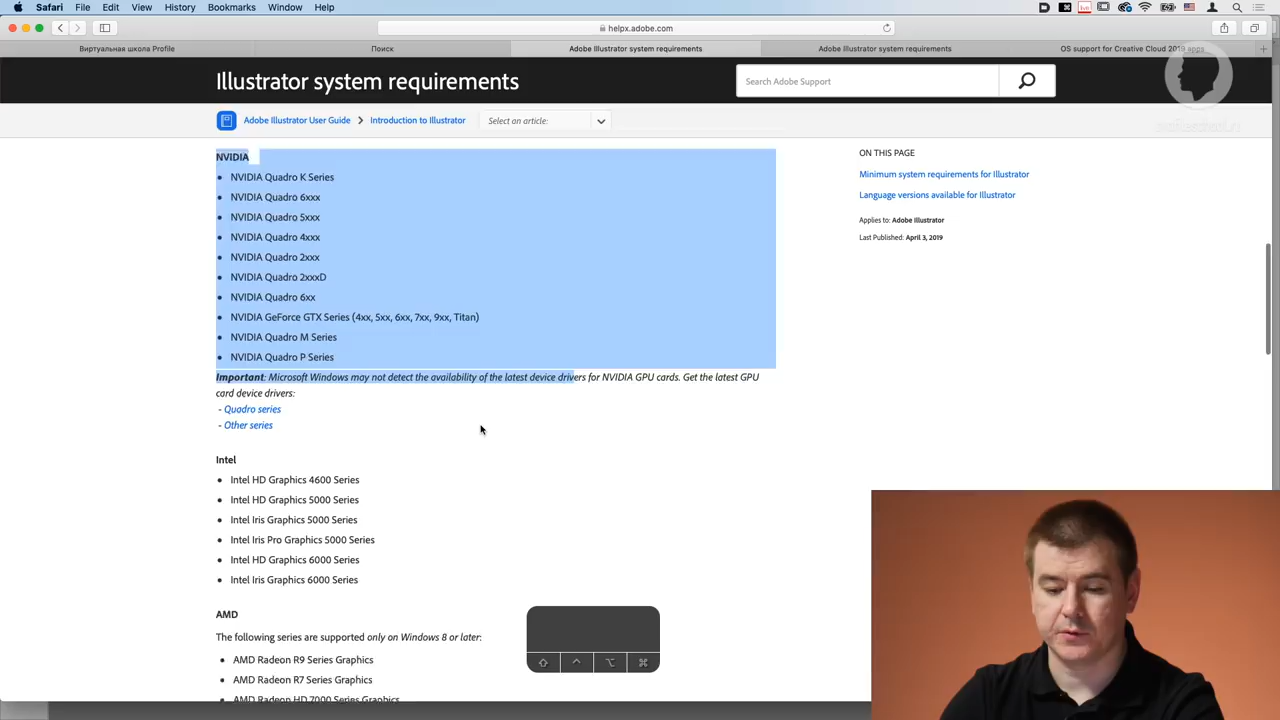 Safari File Edit View History Bookmarks Window Help
helpx.adobe.com
Виртуальная школа Profile
Поиск
Adobe Illustrator system requirements
Adobe Illustrator system requirements
OS support for Creative Cloud 2019 apps
Illustrator system requirements
Search Adobe Support
Adobe Illustrator User Guide
Introduction to Illustrator
Select an article:
NVIDIA
NVIDIA Quadro K Series
NVIDIA Quadro 6xxx
NVIDIA Quadro 5xxx
NVIDIA Quadro 4xxx
NVIDIA Quadro 2xxx
NVIDIA Quadro 2xxxD
NVIDIA Quadro 6xx
NVIDIA GeForce GTX Series (4xx, 5xx, 6xx, 7xx, 9xx, Titan)
NVIDIA Quadro M Series
NVIDIA Quadro P Series
Important: Microsoft Windows may not detect the availability of the latest device drivers for NVIDIA GPU cards. Get the latest GPU
card device drivers:
- Quadro series
- Other series
Intel
Intel HD Graphics 4600 Series
Intel HD Graphics 5000 Series
Intel Iris Graphics 5000 Series
Intel Iris Pro Graphics 5000 Series
Intel HD Graphics 6000 Series
Intel Iris Graphics 6000 Series
AMD
The following series are supported only on Windows 8 or later:
AMD Radeon R9 Series Graphics
AMD Radeon R7 Series Graphics
AMD Radeon HD 7000 Series Graphics
ON THIS PAGE
Minimum system requirements for Illustrator
Language versions available for Illustrator
Applies to: Adobe Illustrator
Last Published: April 3, 2019